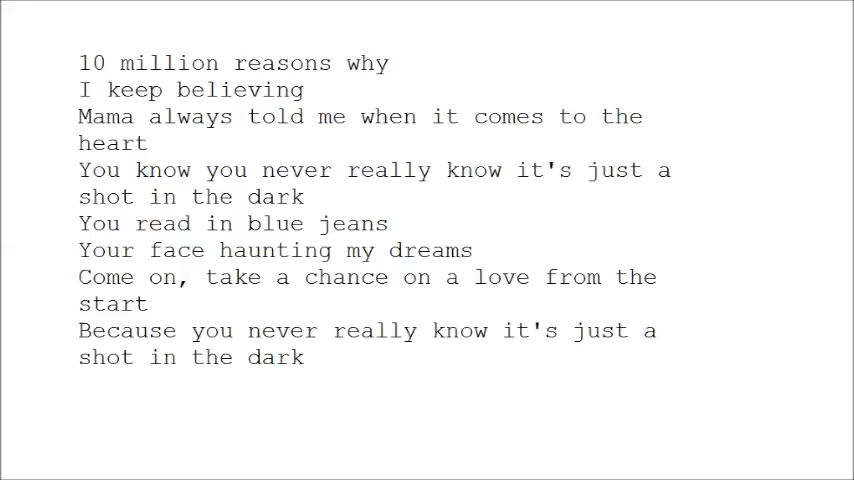 10 million reasons why
I keep believing
Mama always told me when it comes to the
heart
You know you never really know it's just a
shot in the dark
You read in blue jeans
Your face haunting my dreams
Come on, take a chance on a love from the
start
Because you never really know it's just a
shot in the dark